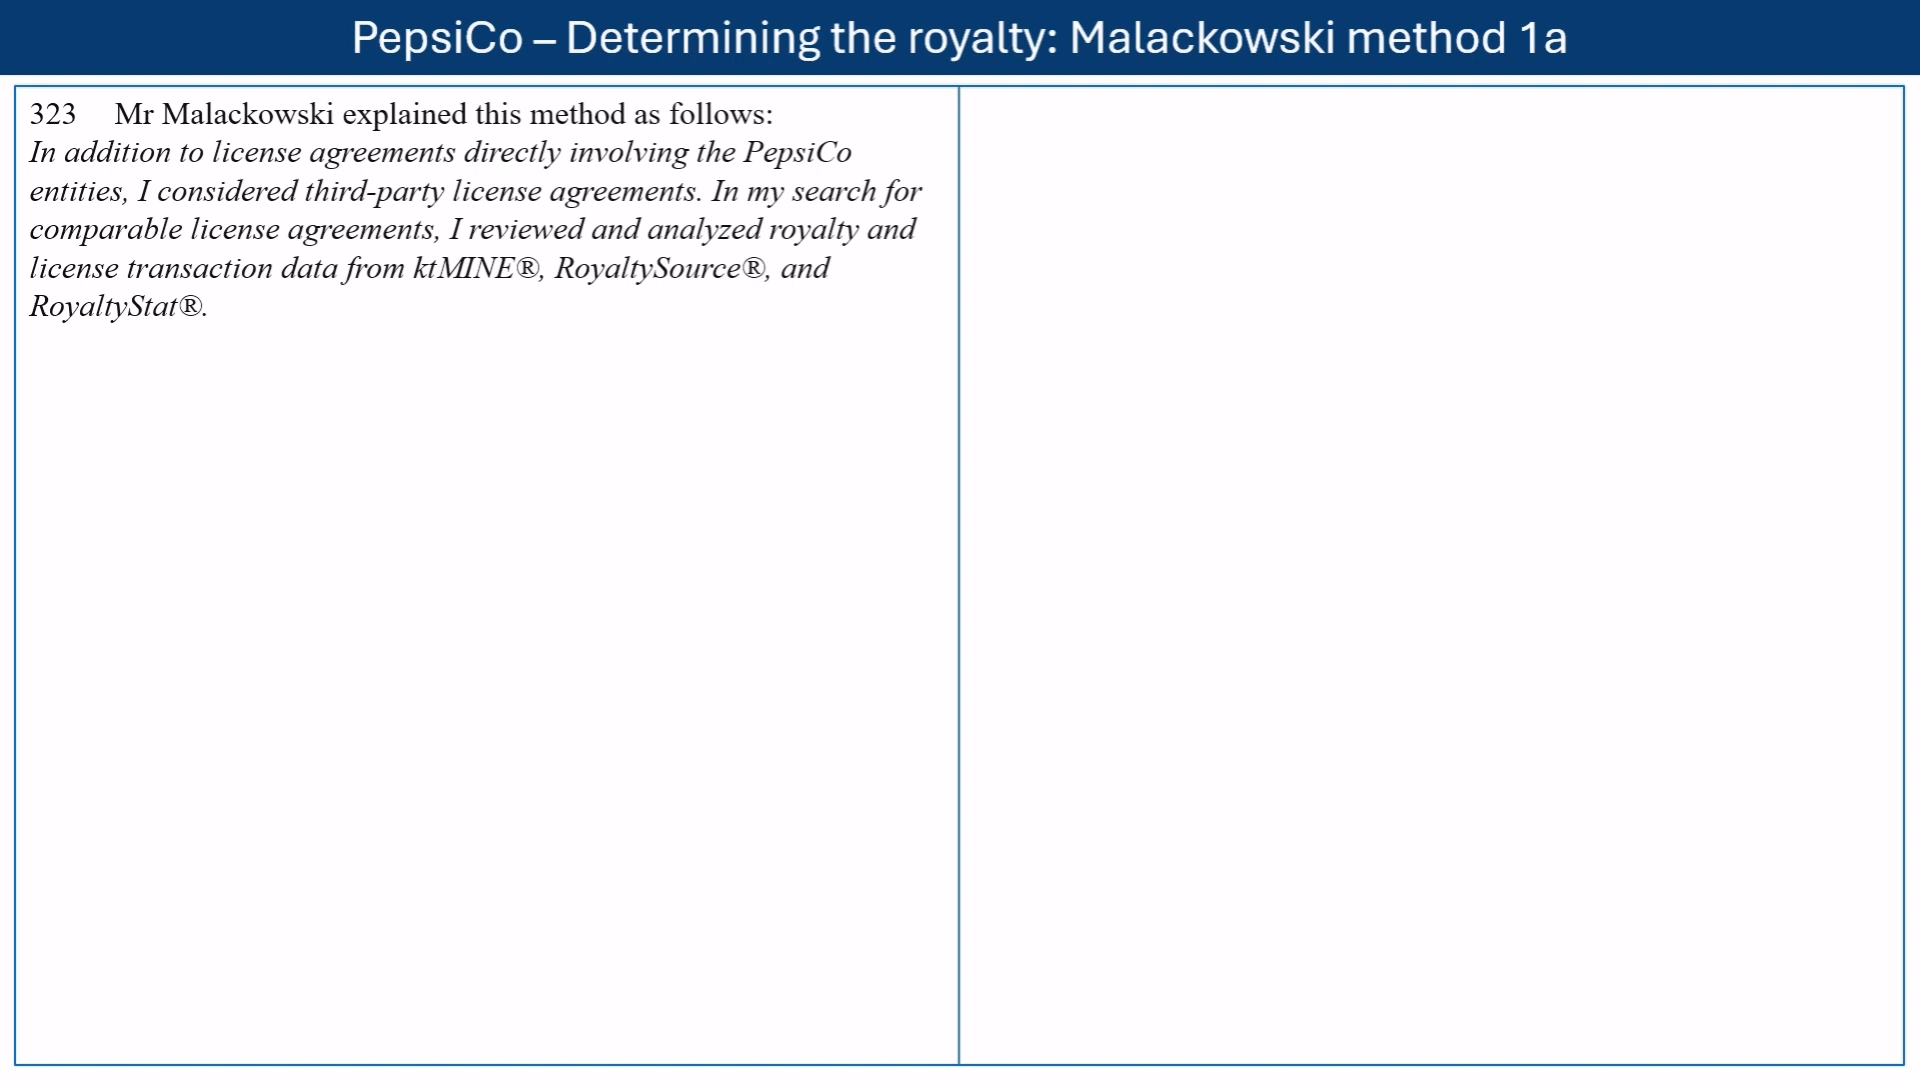 PepsiCo – Determining the royalty: Malackowski method 1a
323 Mr Malackowski explained this method as follows:
In addition to license agreements directly involving the PepsiCo
entities, I considered third-party license agreements. In my search for
comparable license agreements, I reviewed and analyzed royalty and
license transaction data from ktMINE®, RoyaltySource®, and
RoyaltyStat®.